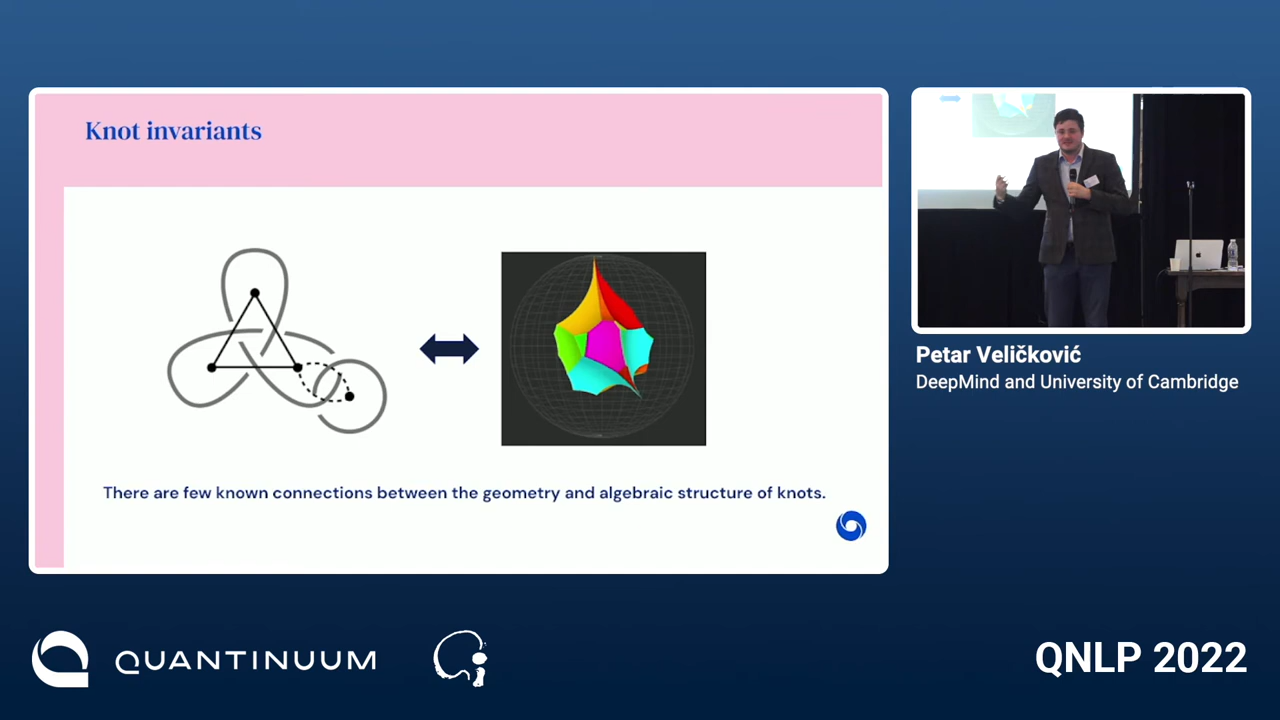 Knot invariants
There are few known connections between the geometry and algebraic structure of knots.
Petar Veličković
DeepMind and University of Cambridge
QUANTINUUM
QNLP 2022